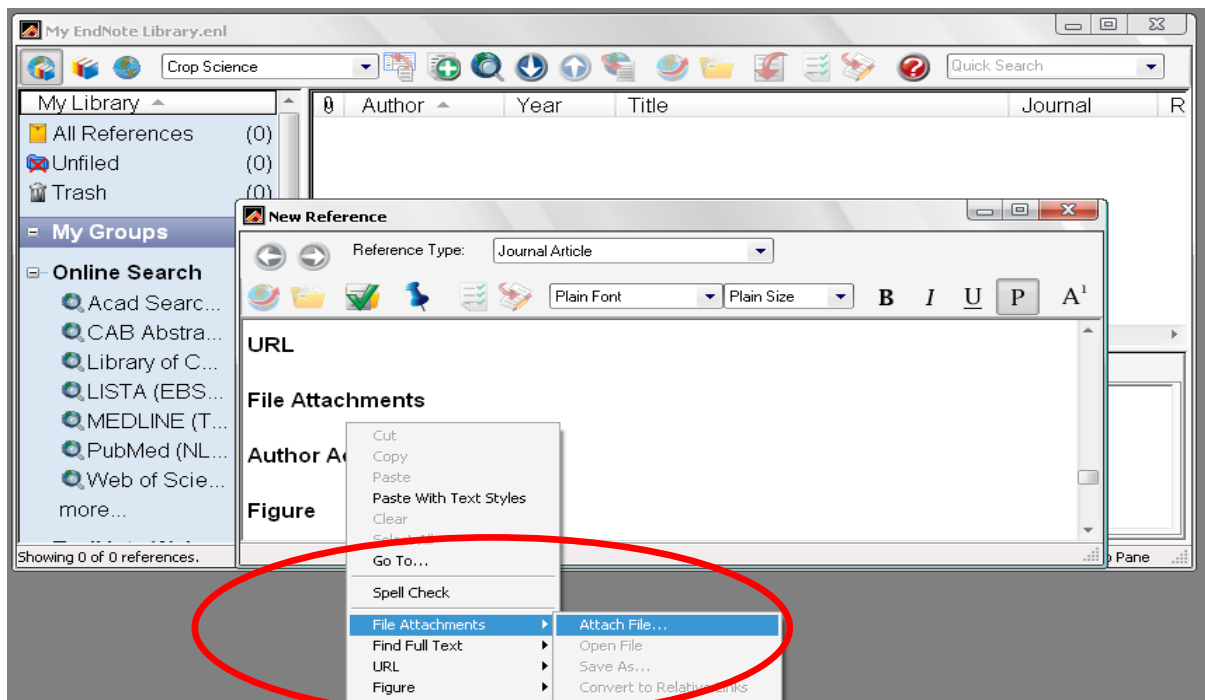 My EndNote Library.enl
Crop Science
Quick Search
My Library
Author Year Title Journal R
All References (0)
Unfiled (0)
Trash (0)
My Groups
Online Search
Acad Searc...
CAB Abstra...
Library of C...
LISTA (EBS...
MEDLINE (T...
PubMed (NL...
Web of Scie...
more...
Showing 0 of 0 references.
Pane
New Reference
Reference Type: Journal Article
Plain Font Plain Size B I U P A1
URL
File Attachments
Author A
Figure
Cut
Copy
Paste
Paste With Text Styles
Clear
Select All
Go To...
Spell Check
File Attachments
Find Full Text
URL
Figure
Attach File...
Open File
Save As...
Convert to Relative Links